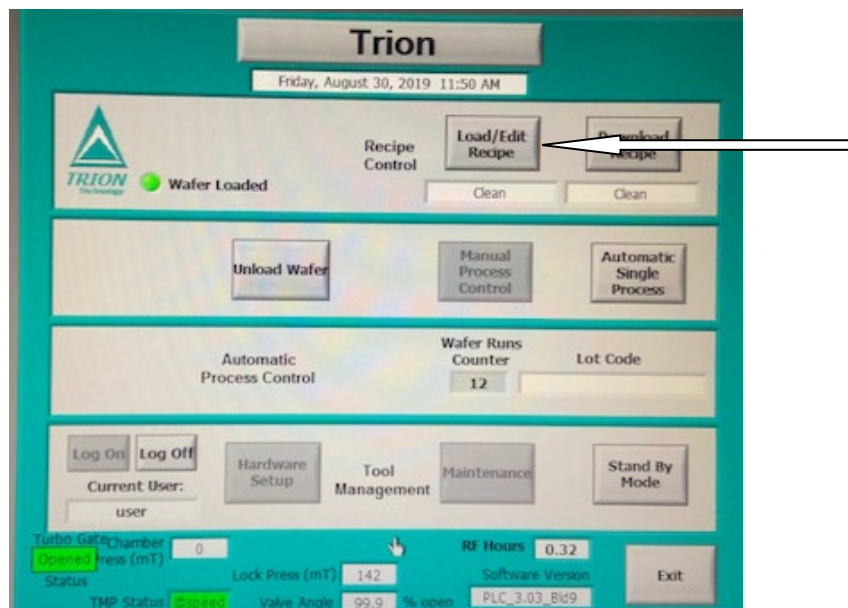 Trion
Friday, August 30, 2019 11:50 AM
TRION
Technology
Wafer Loaded
Recipe
Control
Load/Edit
Recipe
Download
Recipe
Clean
Clean
Unload Wafer
Manual
Process
Control
Automatic
Single
Process
Automatic
Process Control
Wafer Runs
Counter
12
Lot Code
Log On
Log Off
Current User:
user
Hardware
Setup
Tool
Management
Maintenance
Stand By
Mode
Turbo Gate
Opened
Status
Chamber
Press (mT)
0
Lock Press (mT)
142
RF Hours
0.32
Software Version
PLC_3.03_Bld9
Exit
TMP Status
@speed
Valve Angle
99.9
% open